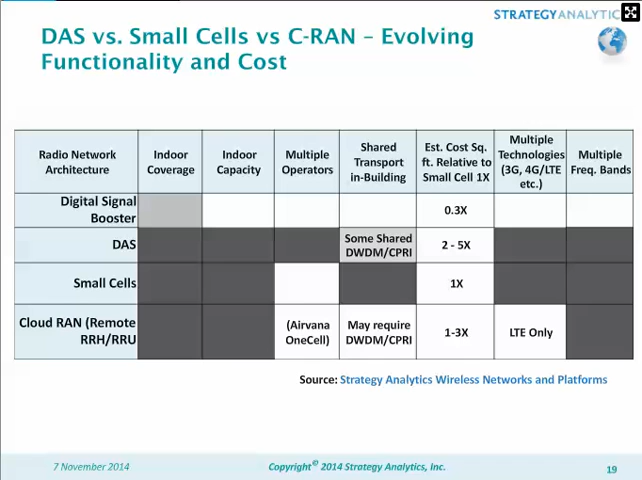 STRATEGYANALYTIC
DAS vs. Small Cells vs C-RAN – Evolving
Functionality and Cost
Radio Network
Architecture
Indoor
Coverage
Indoor
Capacity
Multiple
Operators
Shared
Transport
in-Building
Est. Cost Sq.
ft. Relative to
Small Cell 1X
Multiple
Technologies
(3G, 4G/LTE
etc.)
Multiple
Freq. Bands
Digital Signal
Booster
0.3X
DAS
Some Shared
DWDM/CPRI
2 - 5X
Small Cells
1X
Cloud RAN (Remote
RRH/RRU
(Airvana
OneCell)
May require
DWDM/CPRI
1-3X
LTE Only
Source: Strategy Analytics Wireless Networks and Platforms
7 November 2014
Copyright© 2014 Strategy Analytics, Inc.
19